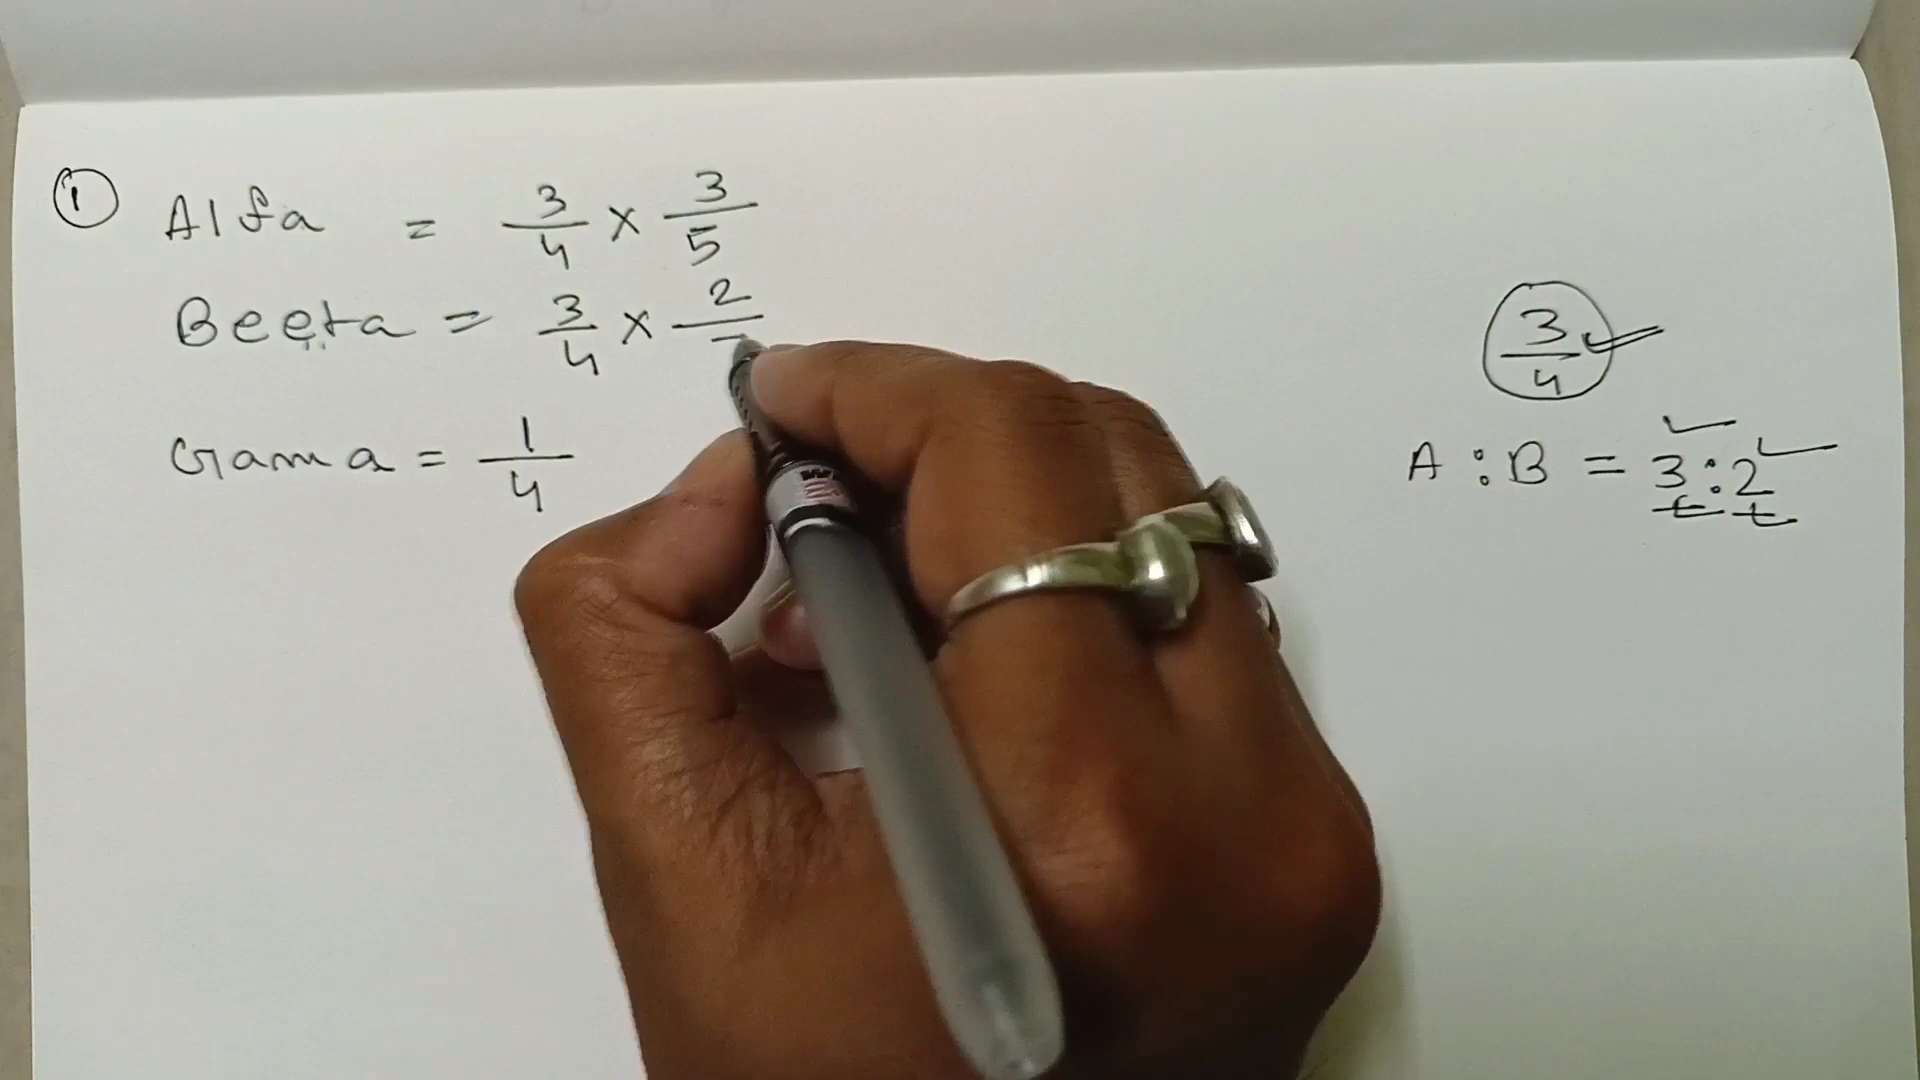 1 Alfa = 3/4 × 3/5
Beeta = 3/4 × 2/
Gama = 1/4
3/4 ✓
A : B = 3 : 2